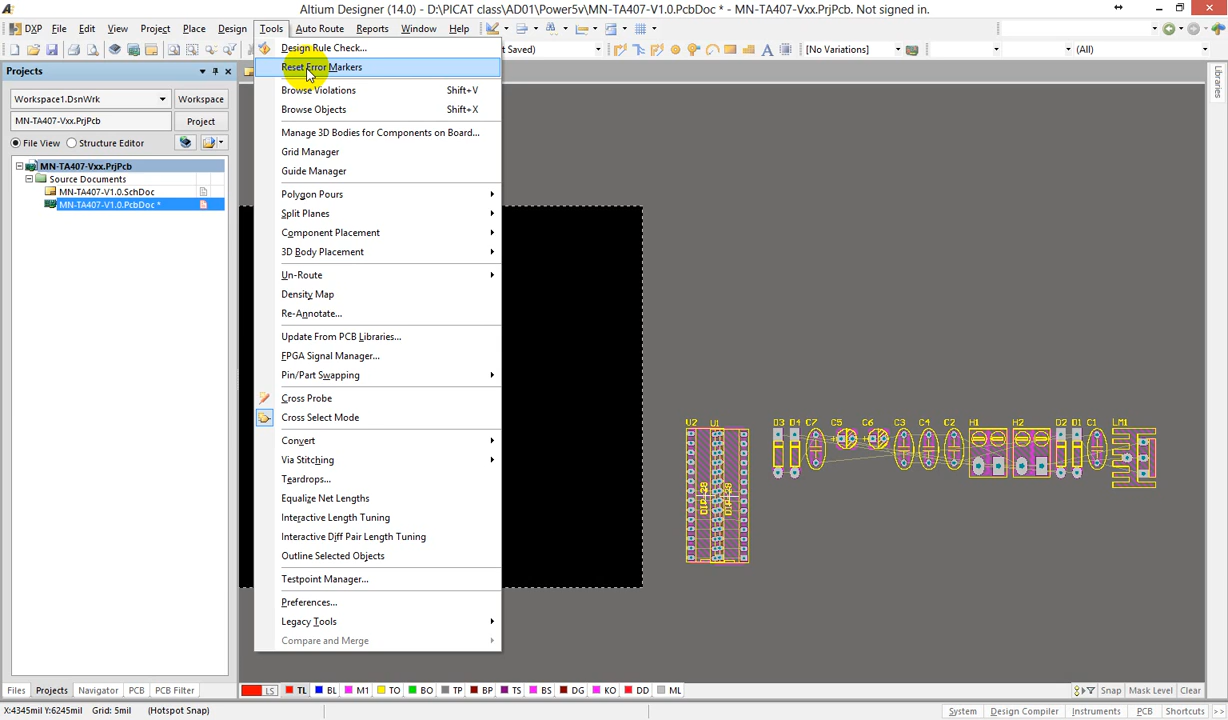 Altium Designer (14.0) - D:\PICAT class\AD01\Power5v\MN-TA407-V1.0.PcbDoc * - MN-TA407-Vxx.PrjPcb. Not signed in.
DXP File Edit View Project Place Design Tools Auto Route Reports Window Help
Saved) [No Variations] (All)
Projects
Workspace1.DsnWrk Workspace
MN-TA407-Vxx.PrjPcb Project
File View Structure Editor
MN-TA407-Vxx.PrjPcb
Source Documents
MN-TA407-V1.0.SchDoc
MN-TA407-V1.0.PcbDoc *
Design Rule Check...
Reset Error Markers
Browse Violations Shift+V
Browse Objects Shift+X
Manage 3D Bodies for Components on Board...
Grid Manager
Guide Manager
Polygon Pours
Split Planes
Component Placement
3D Body Placement
Un-Route
Density Map
Re-Annotate...
Update From PCB Libraries...
FPGA Signal Manager...
Pin/Part Swapping
Cross Probe
Cross Select Mode
Convert
Via Stitching
Teardrops...
Equalize Net Lengths
Interactive Length Tuning
Interactive Diff Pair Length Tuning
Outline Selected Objects
Testpoint Manager...
Preferences...
Legacy Tools
Compare and Merge
Libraries
U2 U1 D3 D4 C7 C5 C6 C3 C4 C2 H1 H2 D2 D1 C1 LM1
DIP-28 DIP-28
Files Projects Navigator PCB PCB Filter
LS TL BL M1 TO BO TP BP TS BS DG KO DD ML Snap Mask Level Clear
X:4345mil Y:6245mil Grid: 5mil (Hotspot Snap)
System Design Compiler Instruments PCB Shortcuts >>